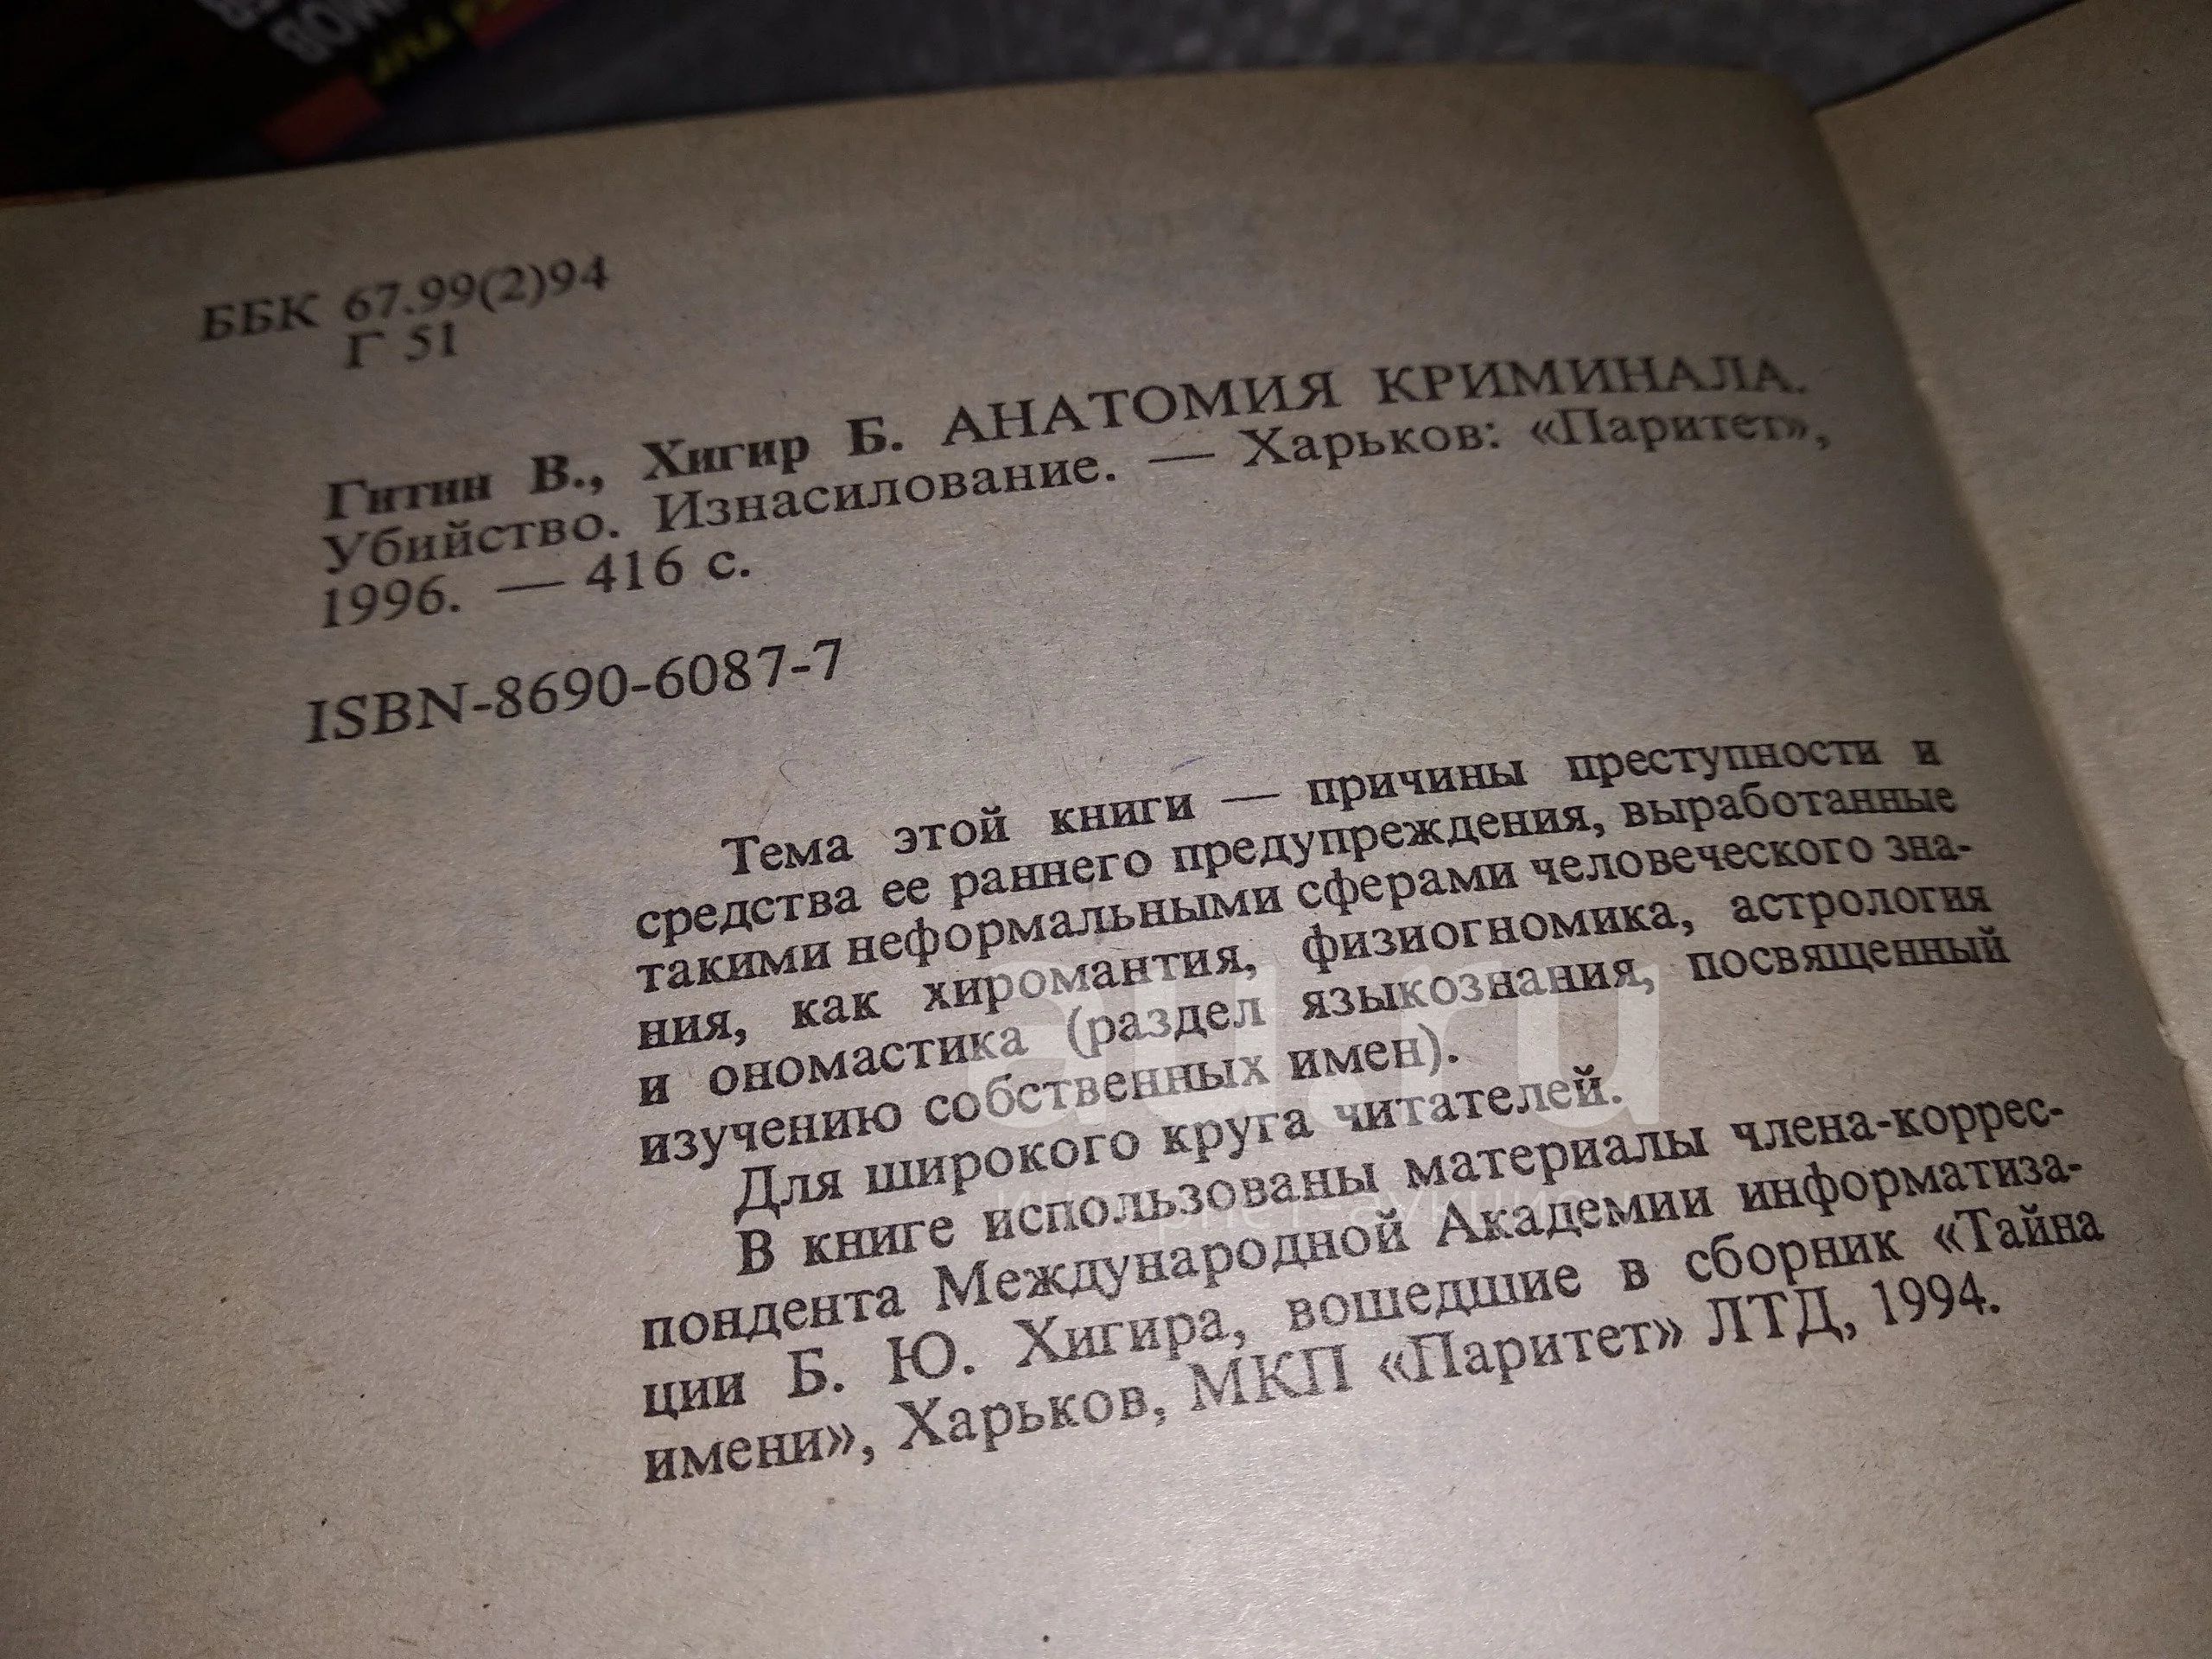 ББК 67.99(2)94
Г 51
Гитин В., Хигир Б. АНАТОМИЯ КРИМИНАЛА.
Убийство. Изнасилование. — Харьков: «Паритет»,
1996. — 416 с.
ISBN-8690-6087-7
Тема этой книги — причины преступности и
средства ее раннего предупреждения, выработанные
такими неформальными сферами человеческого зна-
ния, как хиромантия, физиогномика, астрология
и ономастика (раздел языкознания, посвященный
изучению собственных имен).
Для широкого круга читателей.
В книге использованы материалы члена-коррес-
пондента Международной Академии информатиза-
ции Б. Ю. Хигира, вошедшие в сборник «Тайна
имени», Харьков, МКП «Паритет» ЛТД, 1994.
au.ru